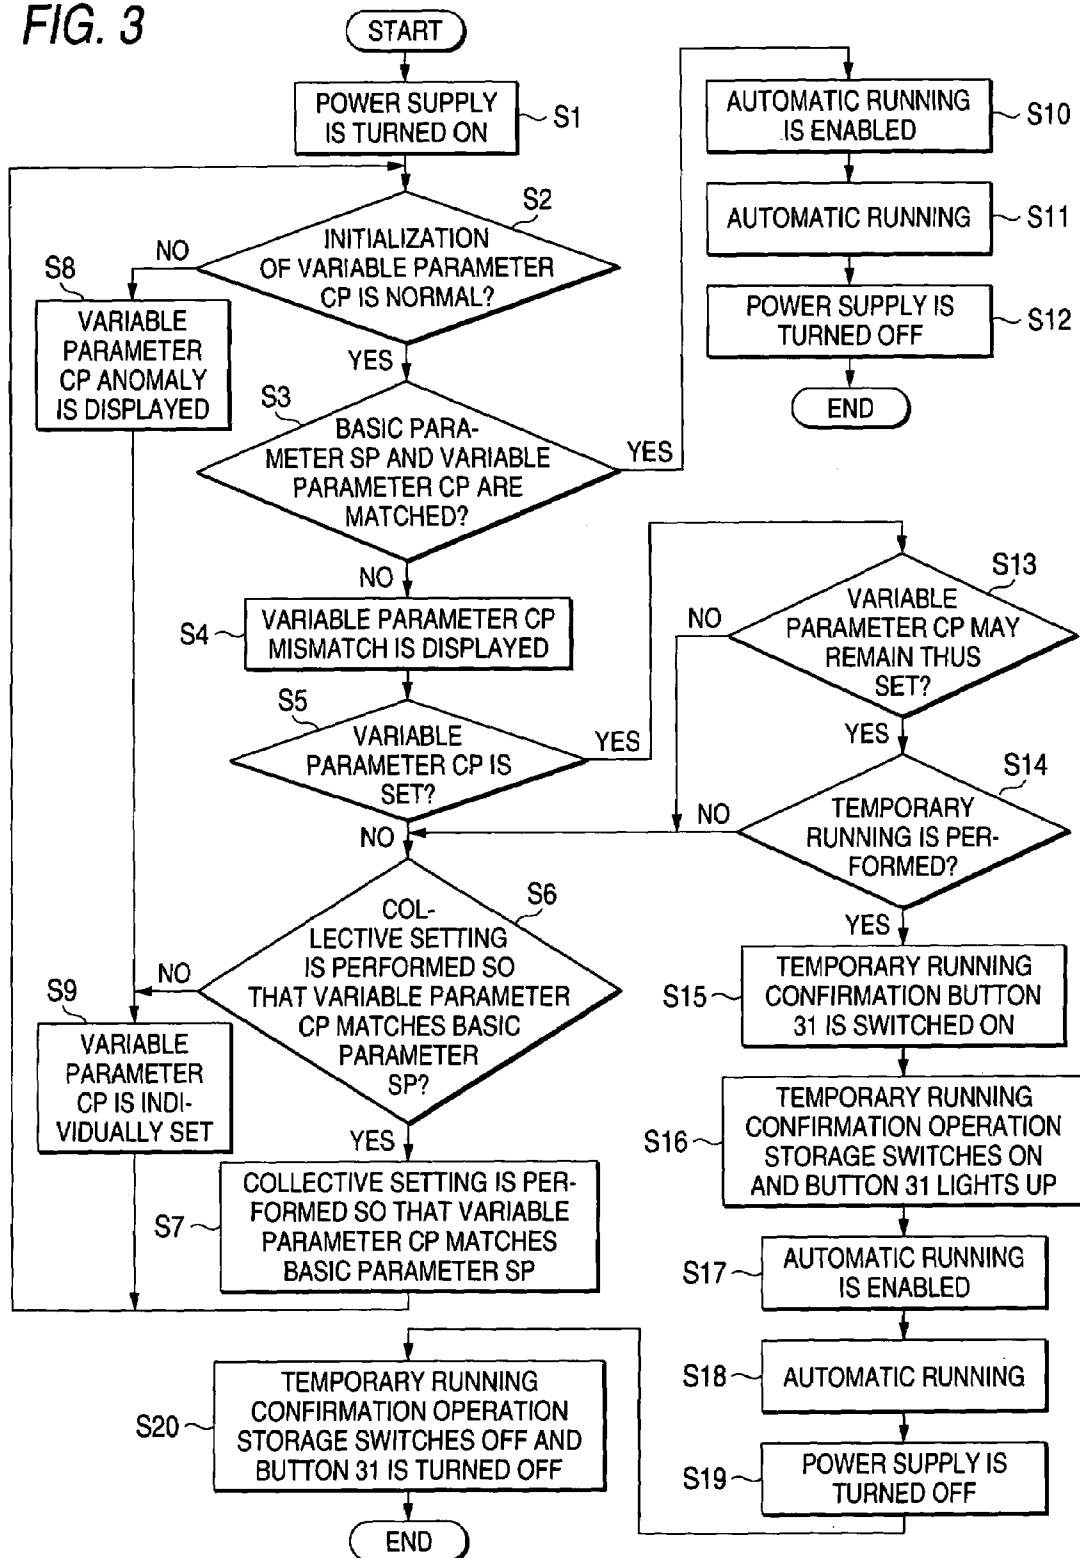 FIG. 3
START
POWER SUPPLY
IS TURNED ON
S1
S2
INITIALIZATION
OF VARIABLE PARAMETER
CP IS NORMAL?
NO
YES
S8
VARIABLE
PARAMETER
CP ANOMALY
IS DISPLAYED
S3
BASIC PARA-
METER SP AND VARIABLE
PARAMETER CP ARE
MATCHED?
YES
NO
S4
VARIABLE PARAMETER CP
MISMATCH IS DISPLAYED
S5
VARIABLE
PARAMETER CP IS
SET?
YES
NO
S6
COL-
LECTIVE SETTING
IS PERFORMED SO
THAT VARIABLE PARAMETER
CP MATCHES BASIC
PARAMETER
SP?
NO
YES
S9
VARIABLE
PARAMETER
CP IS INDI-
VIDUALLY SET
S7
COLLECTIVE SETTING IS PER-
FORMED SO THAT VARIABLE
PARAMETER CP MATCHES
BASIC PARAMETER SP
AUTOMATIC RUNNING
IS ENABLED
S10
AUTOMATIC RUNNING
S11
POWER SUPPLY IS
TURNED OFF
S12
END
S13
VARIABLE
PARAMETER CP MAY
REMAIN THUS
SET?
NO
YES
S14
TEMPORARY
RUNNING IS PER-
FORMED?
NO
YES
S15
TEMPORARY RUNNING
CONFIRMATION BUTTON
31 IS SWITCHED ON
S16
TEMPORARY RUNNING
CONFIRMATION OPERATION
STORAGE SWITCHES ON
AND BUTTON 31 LIGHTS UP
S17
AUTOMATIC RUNNING
IS ENABLED
S18
AUTOMATIC RUNNING
S19
POWER SUPPLY IS
TURNED OFF
S20
TEMPORARY RUNNING
CONFIRMATION OPERATION
STORAGE SWITCHES OFF AND
BUTTON 31 IS TURNED OFF
END